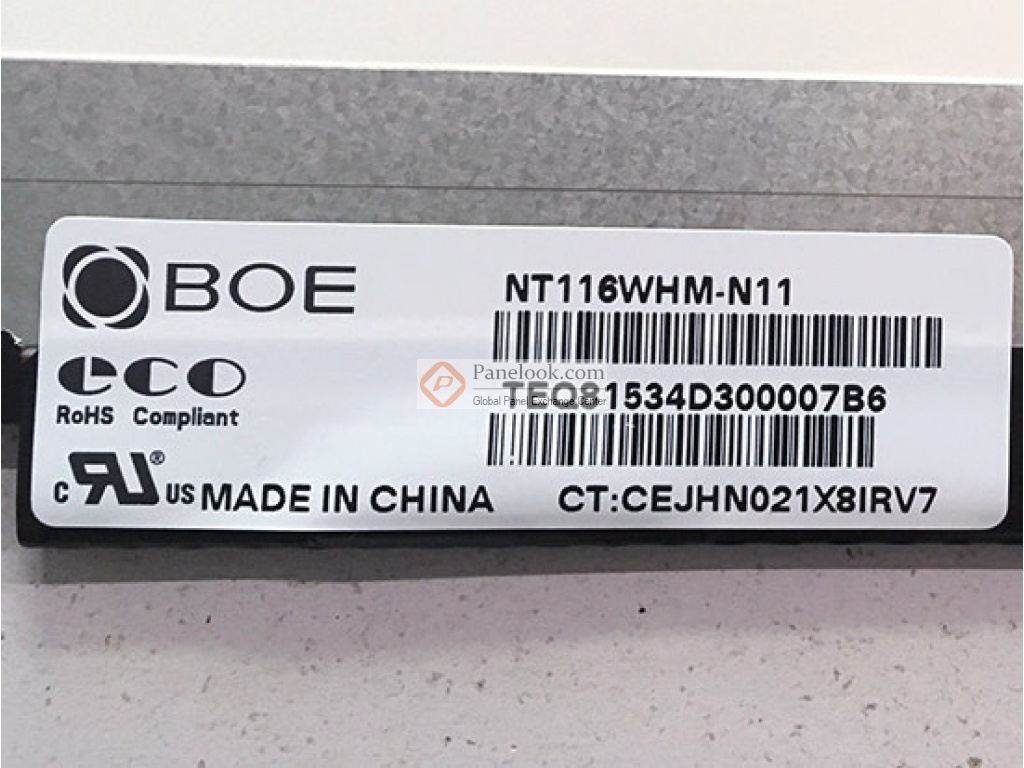 BOE
NT116WHM-N11
eco
RoHS Compliant
Panelook.com
Global Panel Exchange Center
TEQ81534D300007B6
C RU® US MADE IN CHINA
CT:CEJHN021X8IRV7